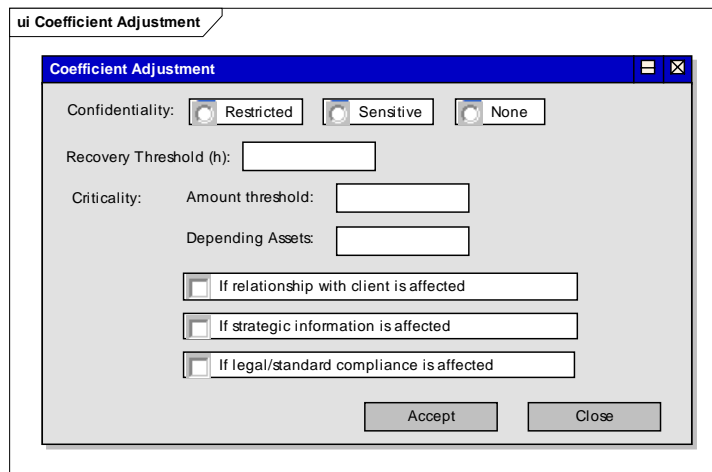 ui Coefficient Adjustment
Coefficient Adjustment
Confidentiality: Restricted Sensitive None
Recovery Threshold (h):
Criticality: Amount threshold:
Depending Assets:
If relationship with client is affected
If strategic information is affected
If legal/standard compliance is affected
Accept Close